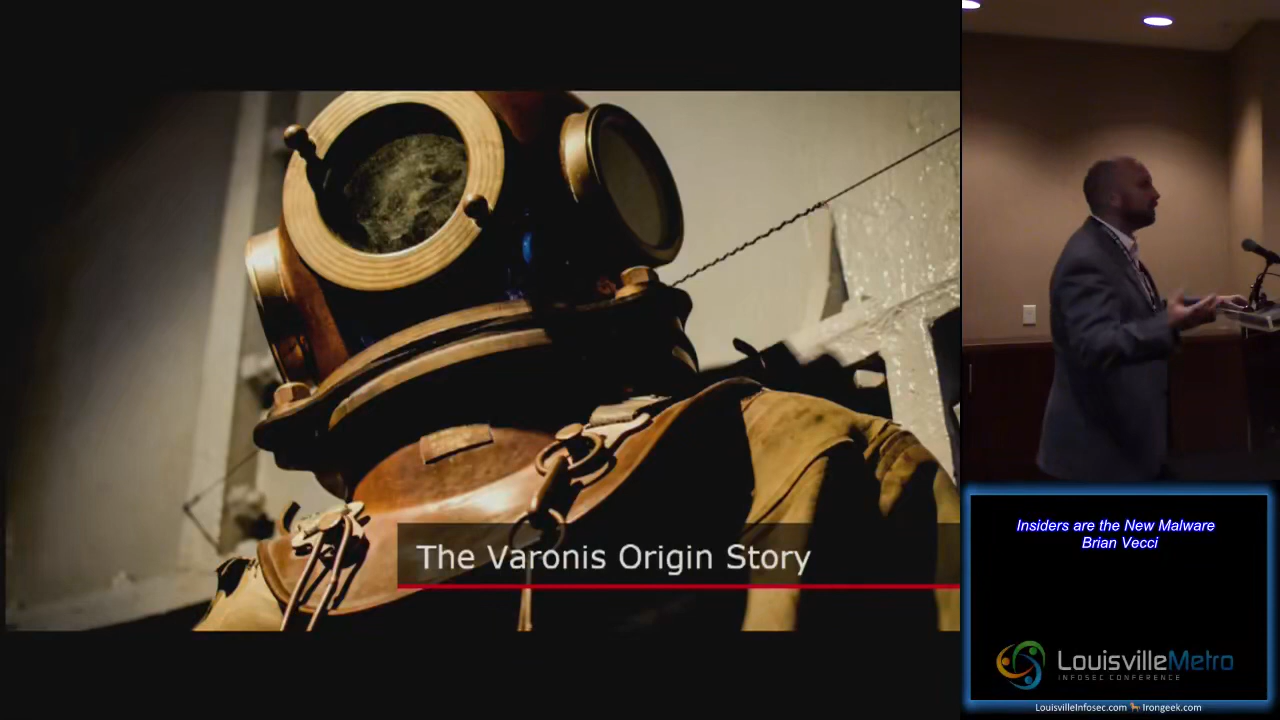 The Varonis Origin Story
Insiders are the New Malware
Brian Vecci
LouisvilleMetro
INFOSEC CONFERENCE
LouisvilleInfosec.com Irongeek.com